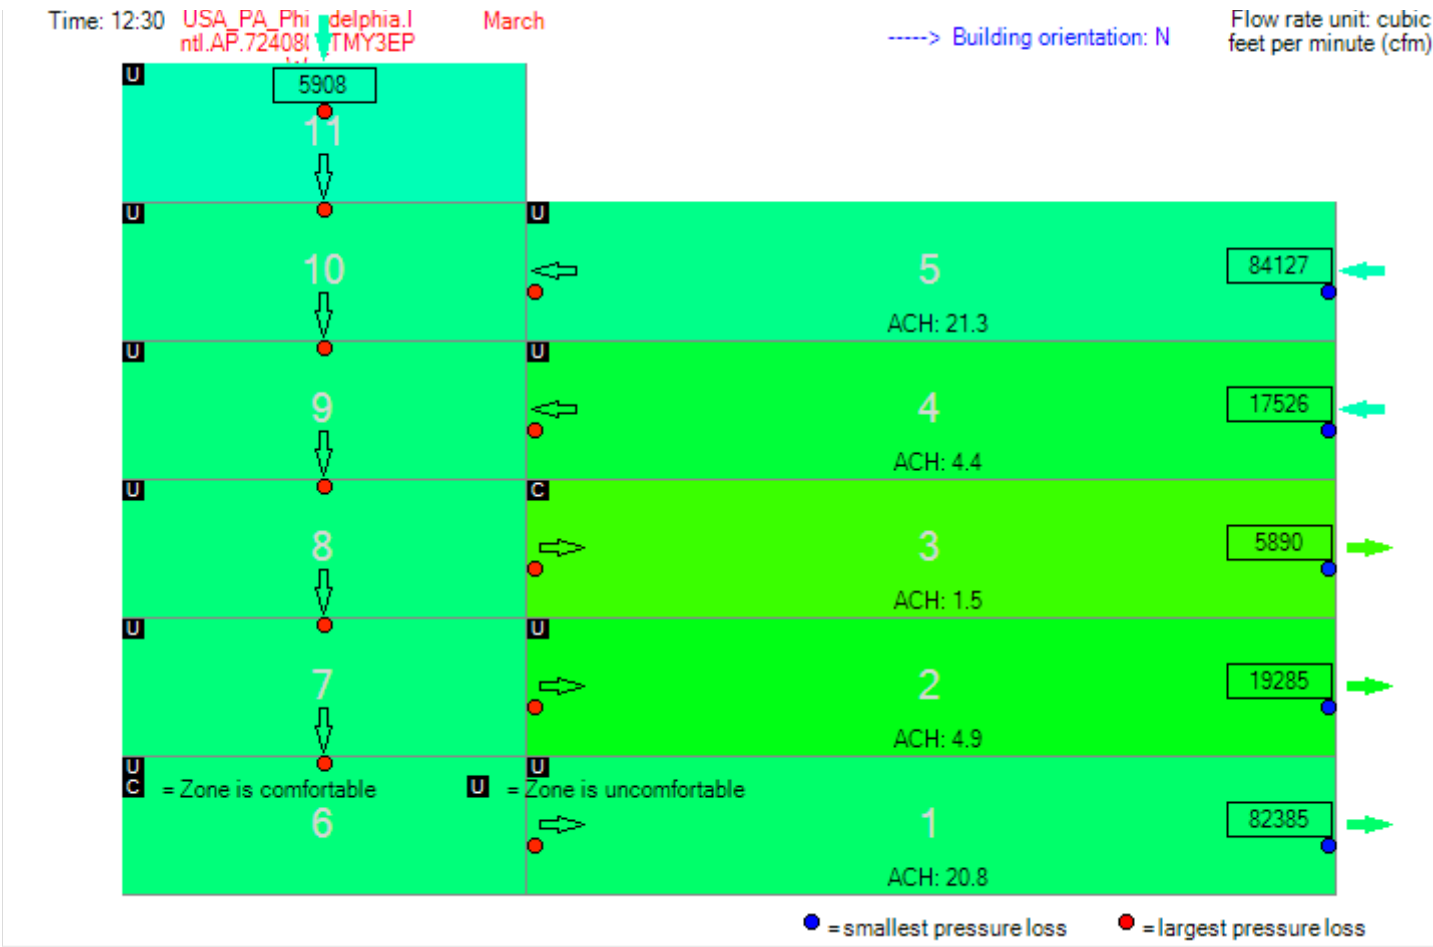 Time: 12:30
USA_PA_Phi delphia.I
ntl.AP.72408 TMY3EP
March
-----> Building orientation: N
Flow rate unit: cubic
feet per minute (cfm)
U
5908
11
U
10
U
5
84127
ACH: 21.3
U
9
U
4
17526
ACH: 4.4
U
8
C
3
5890
ACH: 1.5
U
7
U
2
19285
ACH: 4.9
U
U
C = Zone is comfortable
U = Zone is uncomfortable
6
1
82385
ACH: 20.8
= smallest pressure loss
= largest pressure loss